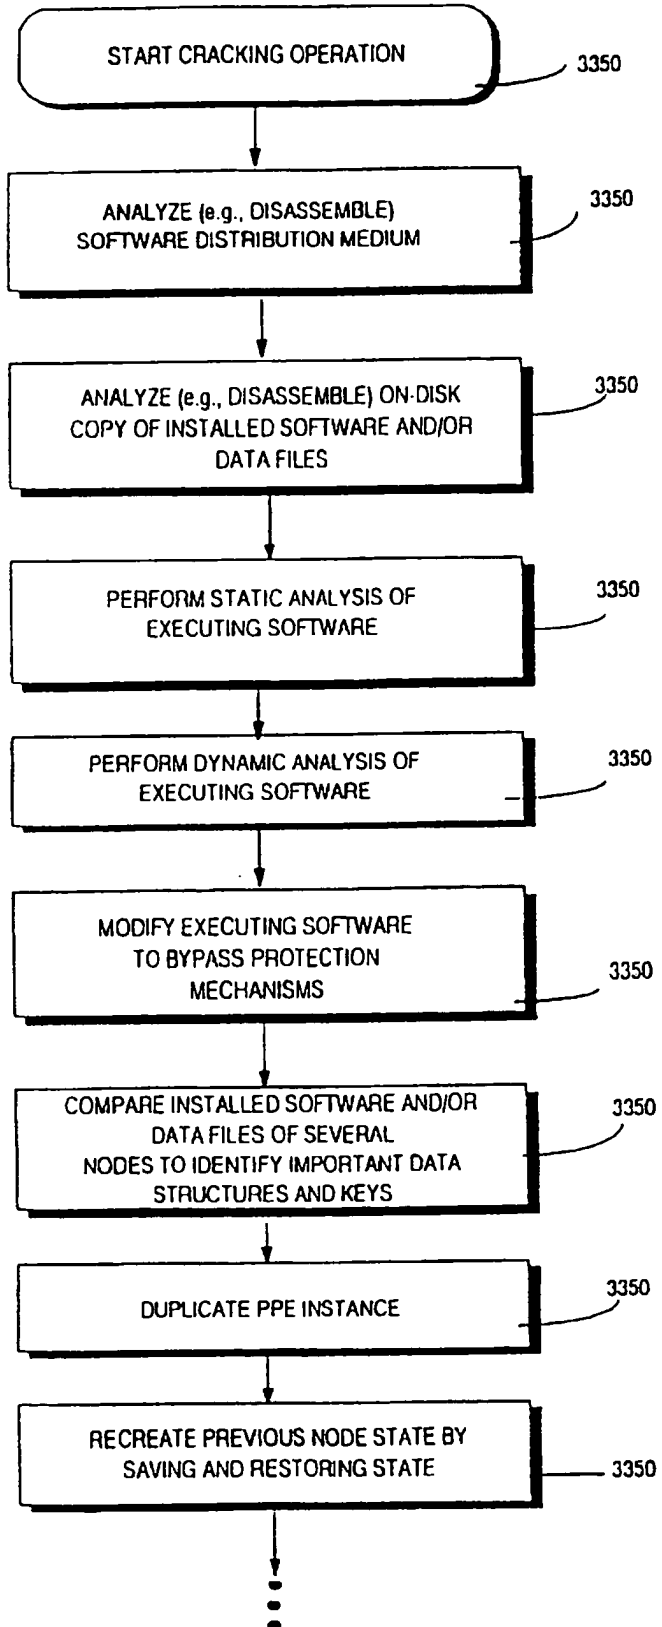 START CRACKING OPERATION
3350
ANALYZE (e.g., DISASSEMBLE)
SOFTWARE DISTRIBUTION MEDIUM
3350
ANALYZE (e.g., DISASSEMBLE) ON-DISK
COPY OF INSTALLED SOFTWARE AND/OR
DATA FILES
3350
PERFORM STATIC ANALYSIS OF
EXECUTING SOFTWARE
3350
PERFORM DYNAMIC ANALYSIS OF
EXECUTING SOFTWARE
3350
MODIFY EXECUTING SOFTWARE
TO BYPASS PROTECTION
MECHANISMS
3350
COMPARE INSTALLED SOFTWARE AND/OR
DATA FILES OF SEVERAL
NODES TO IDENTIFY IMPORTANT DATA
STRUCTURES AND KEYS
3350
DUPLICATE PPE INSTANCE
3350
RECREATE PREVIOUS NODE STATE BY
SAVING AND RESTORING STATE
3350